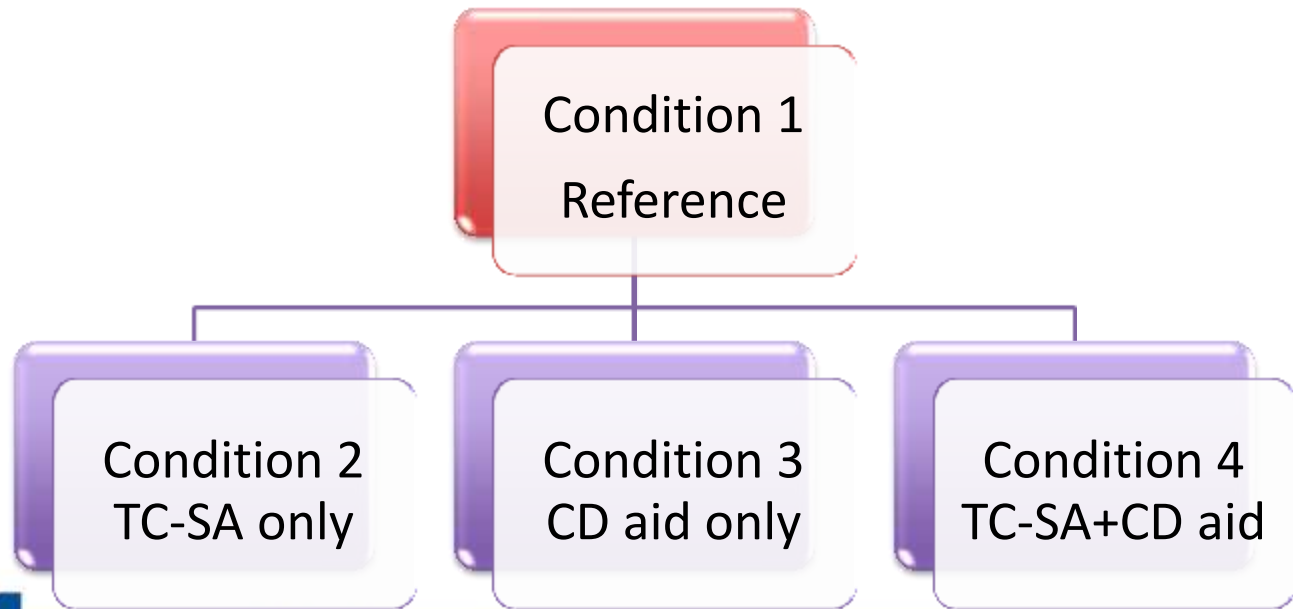 Condition 1
Reference
Condition 2
TC-SA only
Condition 3
CD aid only
Condition 4
TC-SA+CD aid